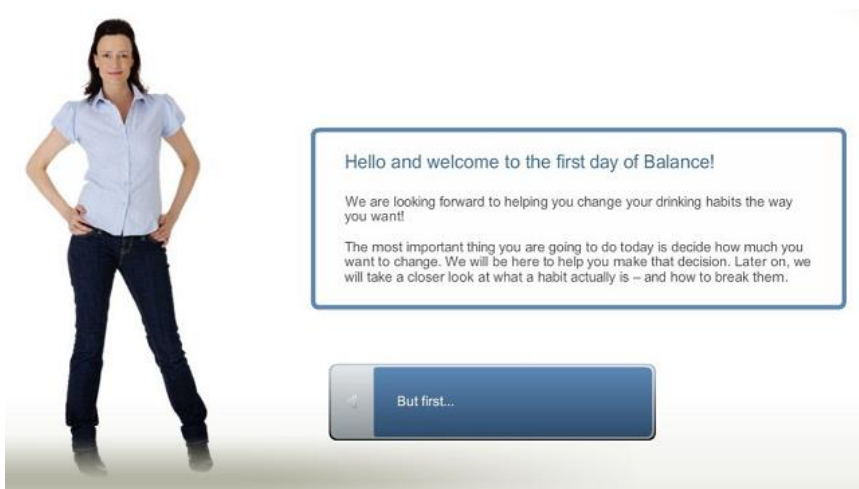 Hello and welcome to the first day of Balance!
We are looking forward to helping you change your drinking habits the way
you want!
The most important thing you are going to do today is decide how much you
want to change. We will be here to help you make that decision. Later on, we
will take a closer look at what a habit actually is – and how to break them.
But first...